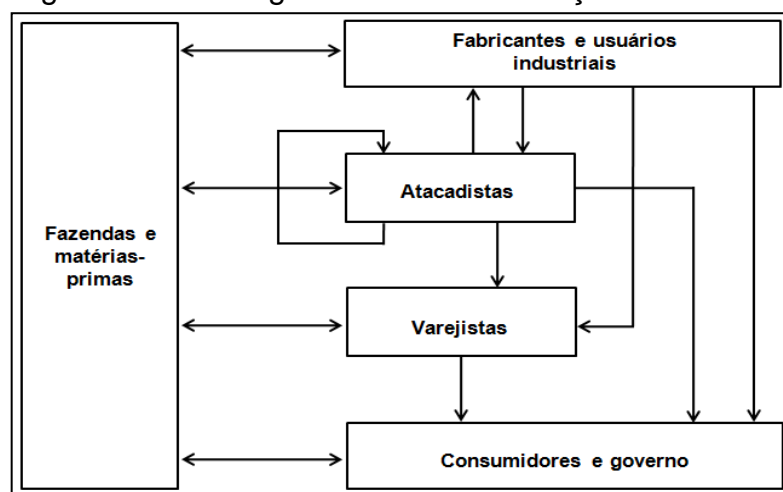 Fabricantes e usuários
industriais
Atacadistas
Fazendas e
matérias-
primas
Varejistas
Consumidores e governo